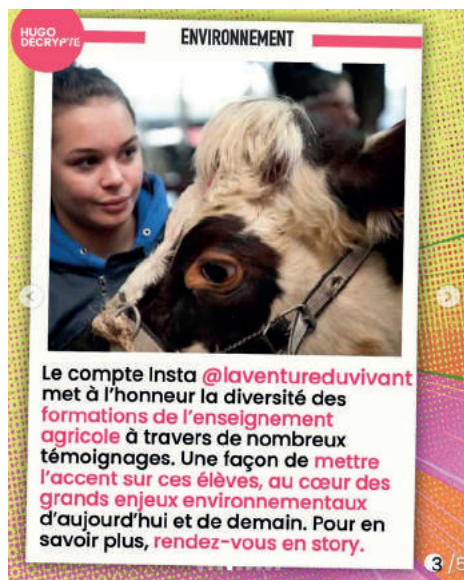 HUGO
DECRYPTE
ENVIRONNEMENT
Le compte Insta @laventureduvivant
met à l'honneur la diversité des
formations de l'enseignement
agricole à travers de nombreux
témoignages. Une façon de mettre
l'accent sur ces élèves, au cœur des
grands enjeux environnementaux
d'aujourd'hui et de demain. Pour en
savoir plus, rendez-vous en story.
3 /6